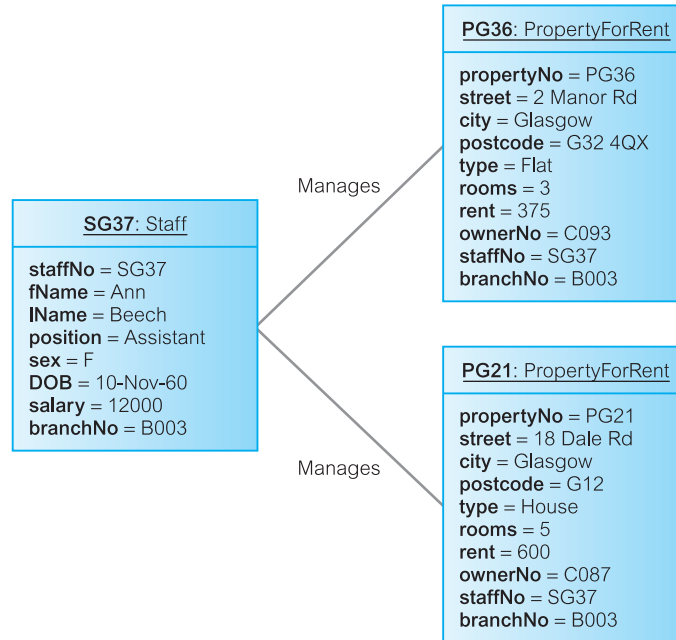 SG37: Staff
staffNo = SG37
fName = Ann
lName = Beech
position = Assistant
sex = F
DOB = 10-Nov-60
salary = 12000
branchNo = B003
Manages
PG36: PropertyForRent
propertyNo = PG36
street = 2 Manor Rd
city = Glasgow
postcode = G32 4QX
type = Flat
rooms = 3
rent = 375
ownerNo = C093
staffNo = SG37
branchNo = B003
Manages
PG21: PropertyForRent
propertyNo = PG21
street = 18 Dale Rd
city = Glasgow
postcode = G12
type = House
rooms = 5
rent = 600
ownerNo = C087
staffNo = SG37
branchNo = B003